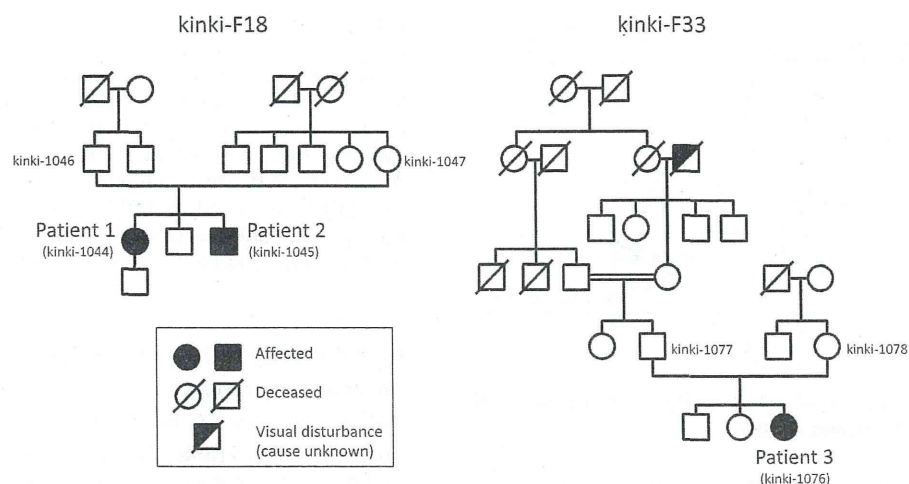 kinki-F18
kinki-F33
kinki-1046
kinki-1047
Patient 1
(kinki-1044)
Patient 2
(kinki-1045)
kinki-1077
kinki-1078
Patient 3
(kinki-1076)
Affected
Deceased
Visual disturbance
(cause unknown)